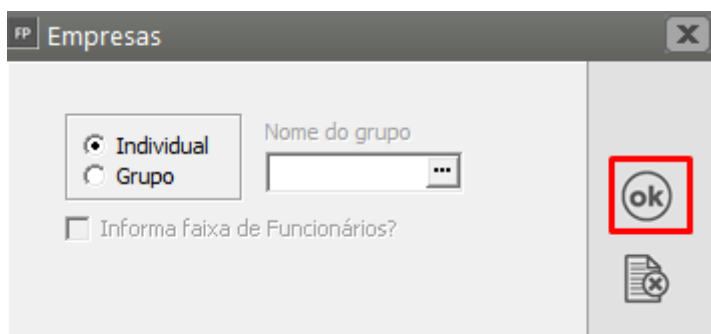 FP Empresas X
Individual
Grupo
Nome do grupo
...
Informa faixa de Funcionários?
ok